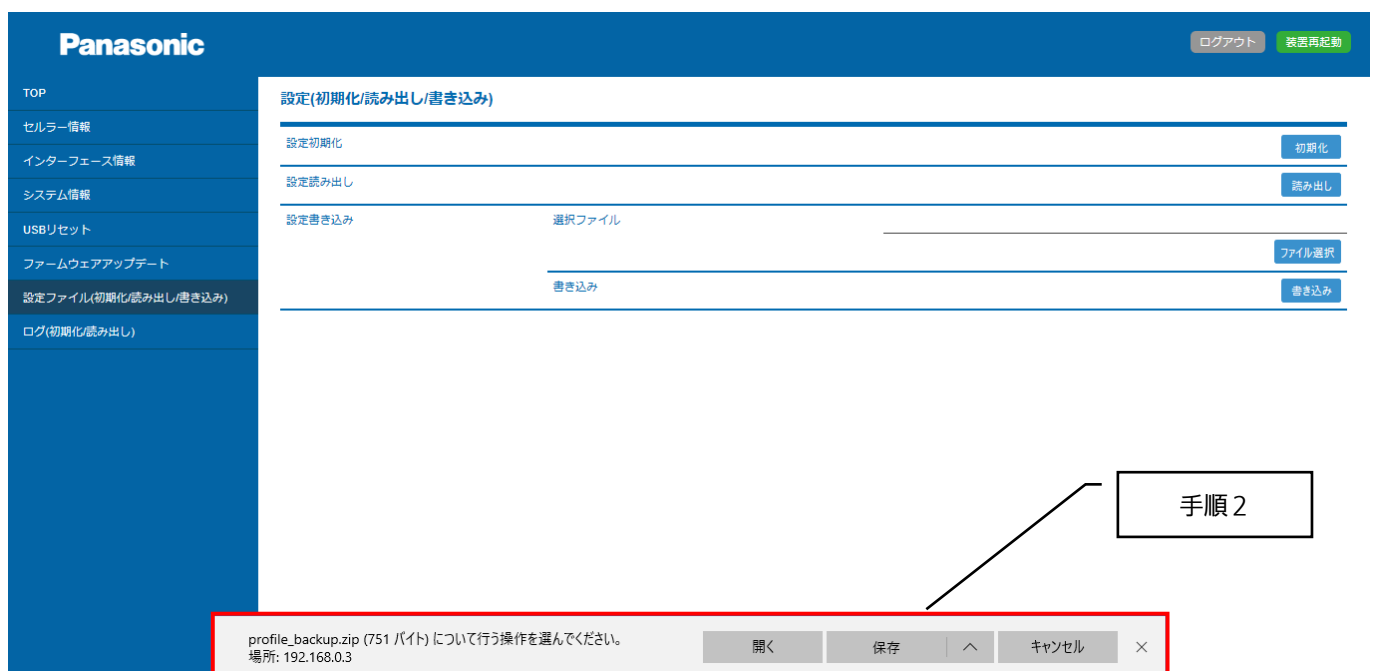 Panasonic
ログアウト 装置再起動
TOP
セルラー情報
インターフェース情報
システム情報
USBリセット
ファームウェアアップデート
設定ファイル(初期化/読み出し/書き込み)
ログ(初期化/読み出し)
設定(初期化/読み出し/書き込み)
設定初期化 初期化
設定読み出し 読み出し
設定書き込み 選択ファイル
ファイル選択
書き込み 書き込み
手順２
profile_backup.zip (751 バイト) について行う操作を選んでください。
場所: 192.168.0.3
開く 保存 キャンセル